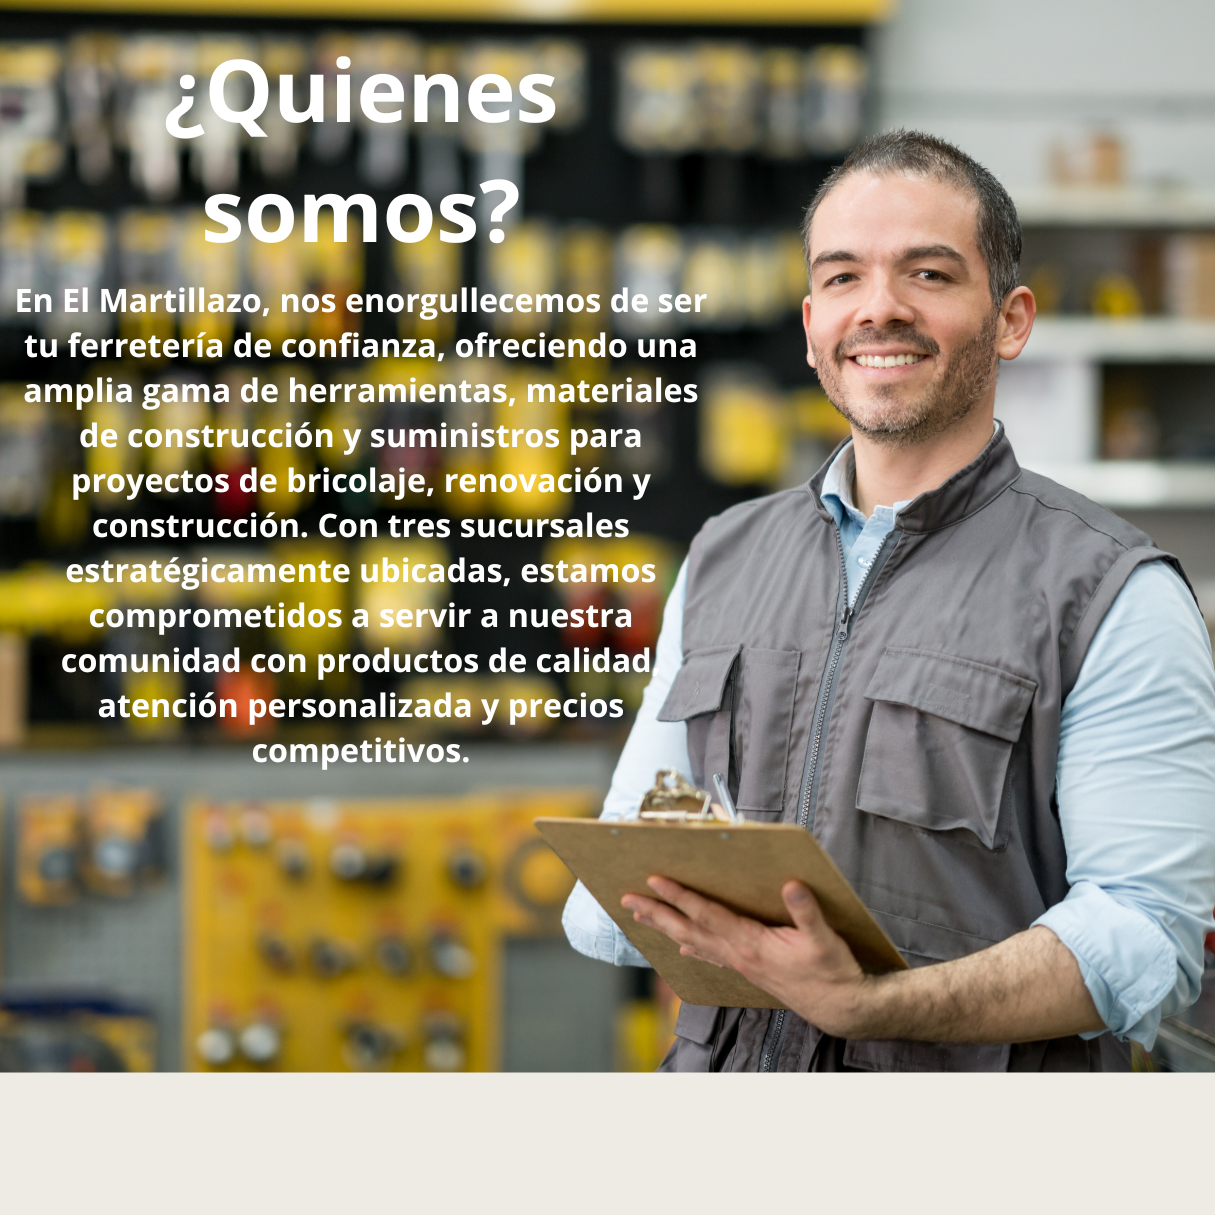 ¿Quienes
somos?
En El Martillazo, nos enorgullecemos de ser
tu ferretería de confianza, ofreciendo una
amplia gama de herramientas, materiales
de construcción y suministros para
proyectos de bricolaje, renovación y
construcción. Con tres sucursales
estratégicamente ubicadas, estamos
comprometidos a servir a nuestra
comunidad con productos de calidad,
atención personalizada y precios
competitivos.